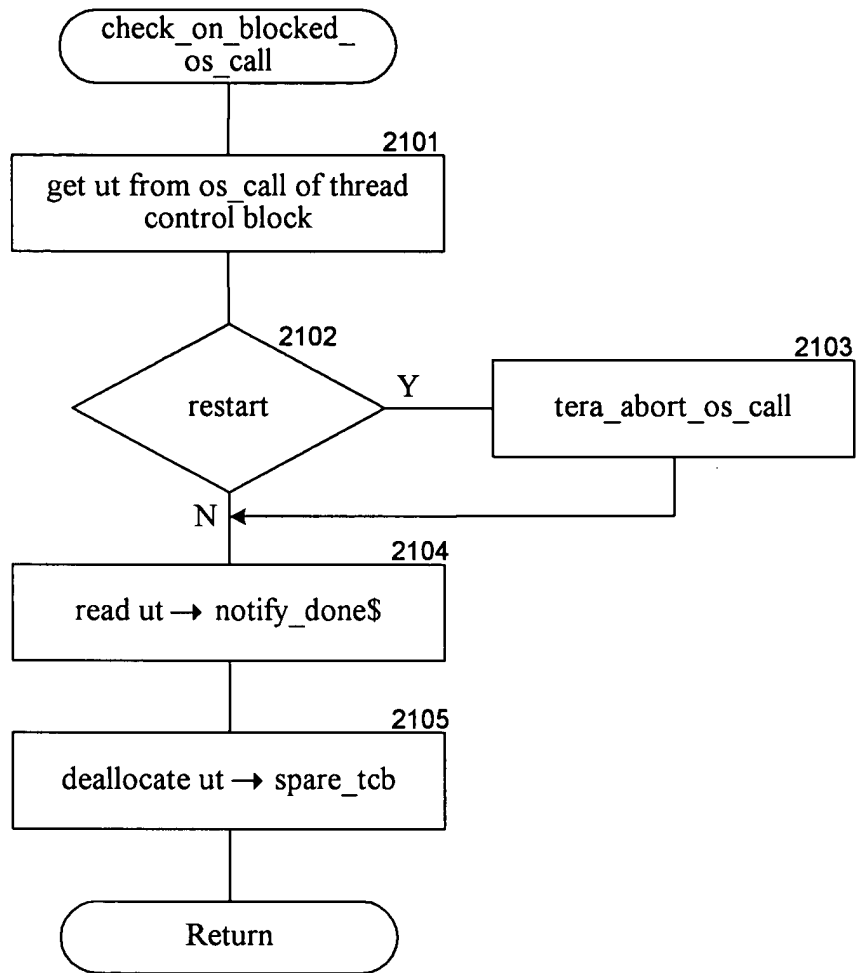 check_on_blocked_
os_call
2101
get ut from os_call of thread
control block
2102
restart
Y
2103
tera_abort_os_call
N
2104
read ut → notify_done$
2105
deallocate ut → spare_tcb
Return